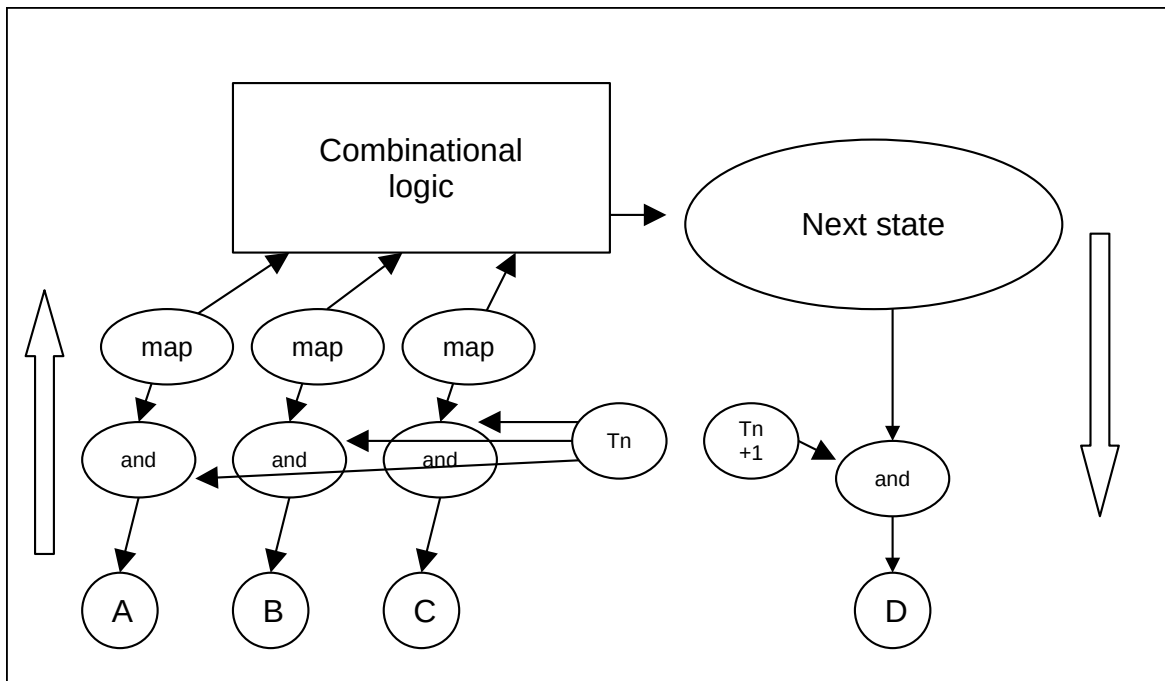 Combinational
logic
Next state
map
map
map
Tn
Tn
+1
and
and
and
and
A
B
C
D